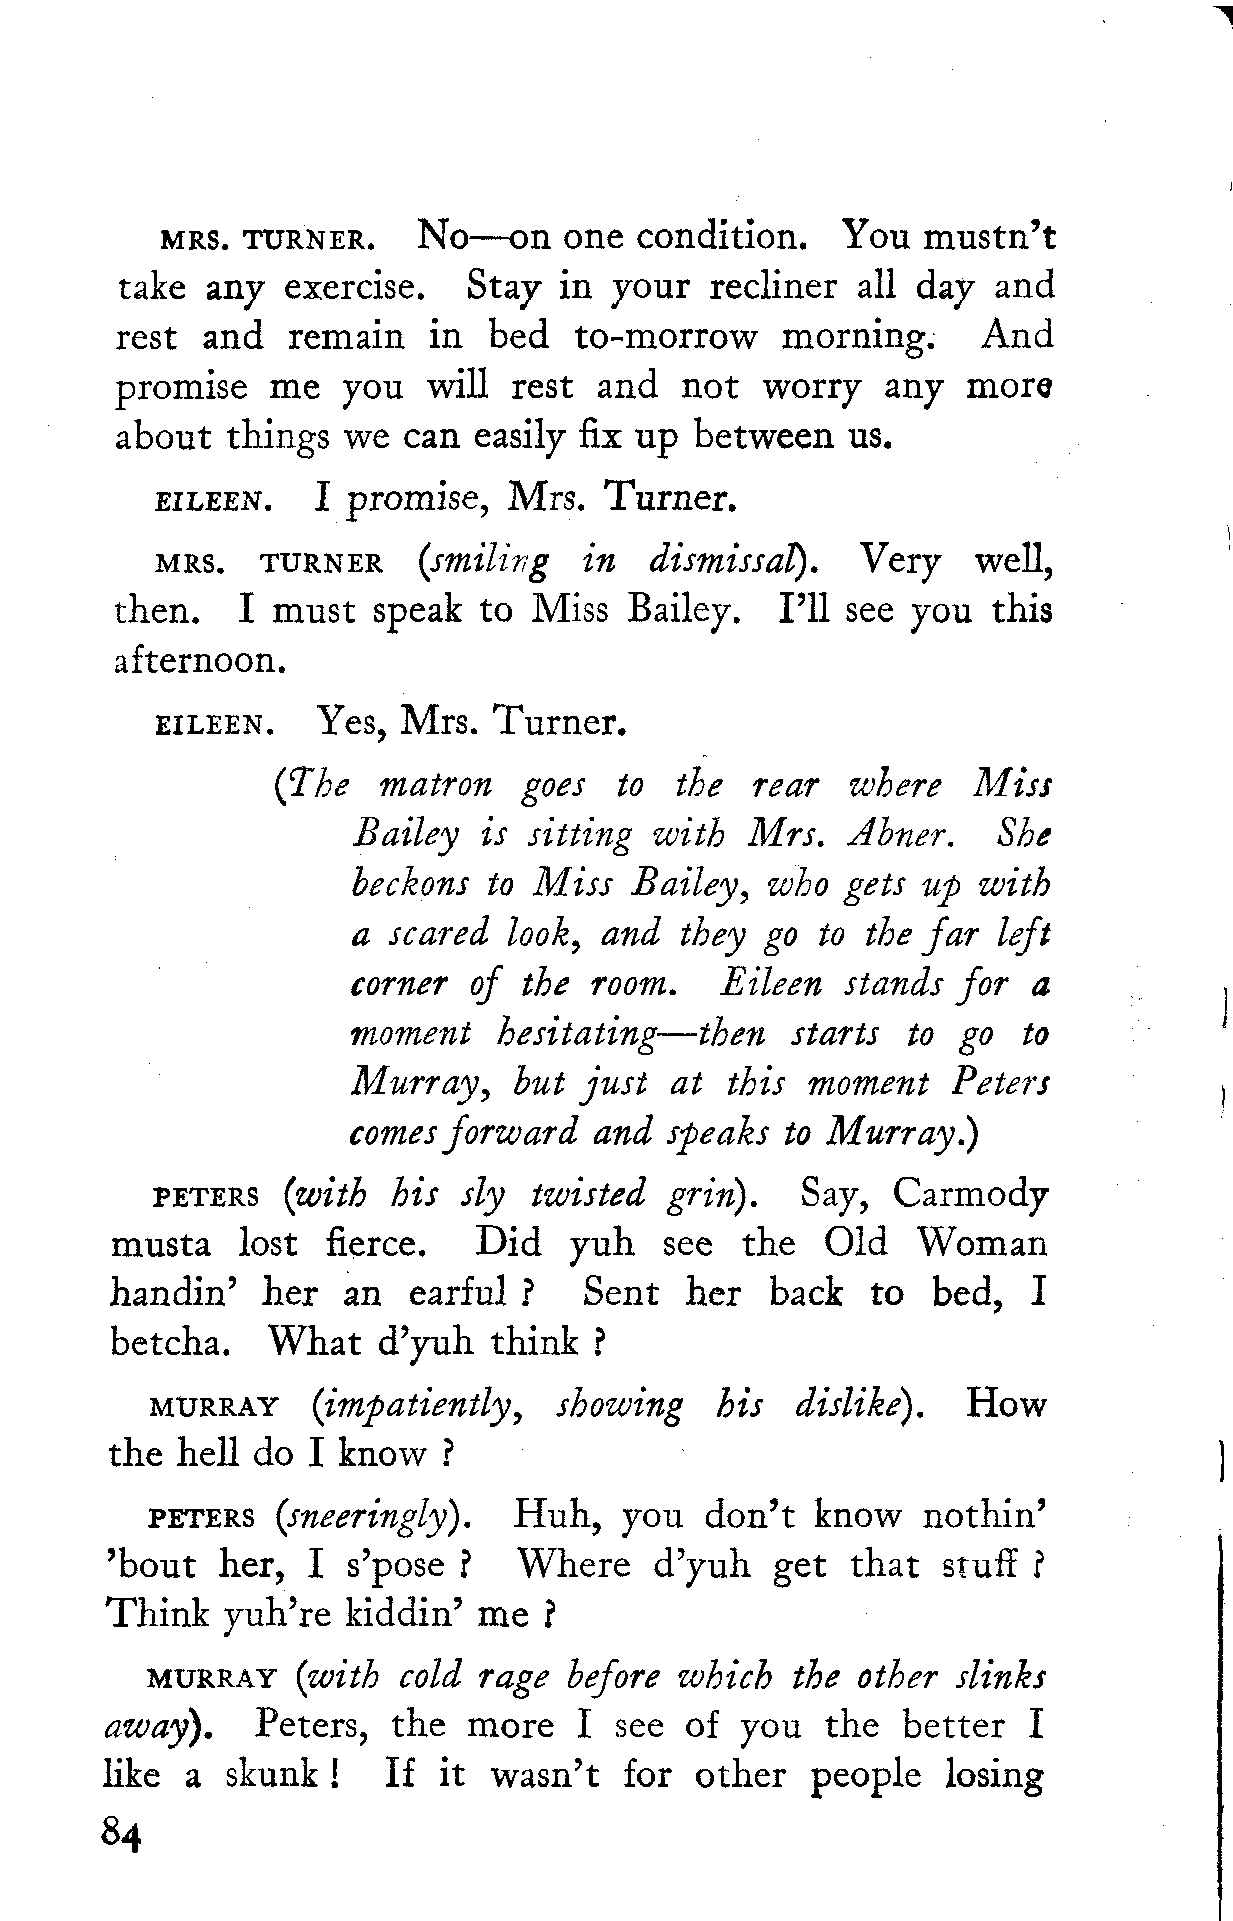 MRS. TURNER. No—on one condition. You mustn't
take any exercise. Stay in your recliner all day and
rest and remain in bed to-morrow morning. And
promise me you will rest and not worry any more
about things we can easily fix up between us.
EILEEN. I promise, Mrs. Turner.
MRS. TURNER (smiling in dismissal). Very well,
then. I must speak to Miss Bailey. I'll see you this
afternoon.
EILEEN. Yes, Mrs. Turner.
(The matron goes to the rear where Miss
Bailey is sitting with Mrs. Abner. She
beckons to Miss Bailey, who gets up with
a scared look, and they go to the far left
corner of the room. Eileen stands for a
moment hesitating—then starts to go to
Murray, but just at this moment Peters
comes forward and speaks to Murray.)
PETERS (with his sly twisted grin). Say, Carmody
musta lost fierce. Did yuh see the Old Woman
handin' her an earful ? Sent her back to bed, I
betcha. What d'yuh think ?
MURRAY (impatiently, showing his dislike). How
the hell do I know ?
PETERS (sneeringly). Huh, you don't know nothin'
'bout her, I s'pose ? Where d'yuh get that stuff ?
Think yuh're kiddin' me ?
MURRAY (with cold rage before which the other slinks
away). Peters, the more I see of you the better I
like a skunk ! If it wasn't for other people losing
84